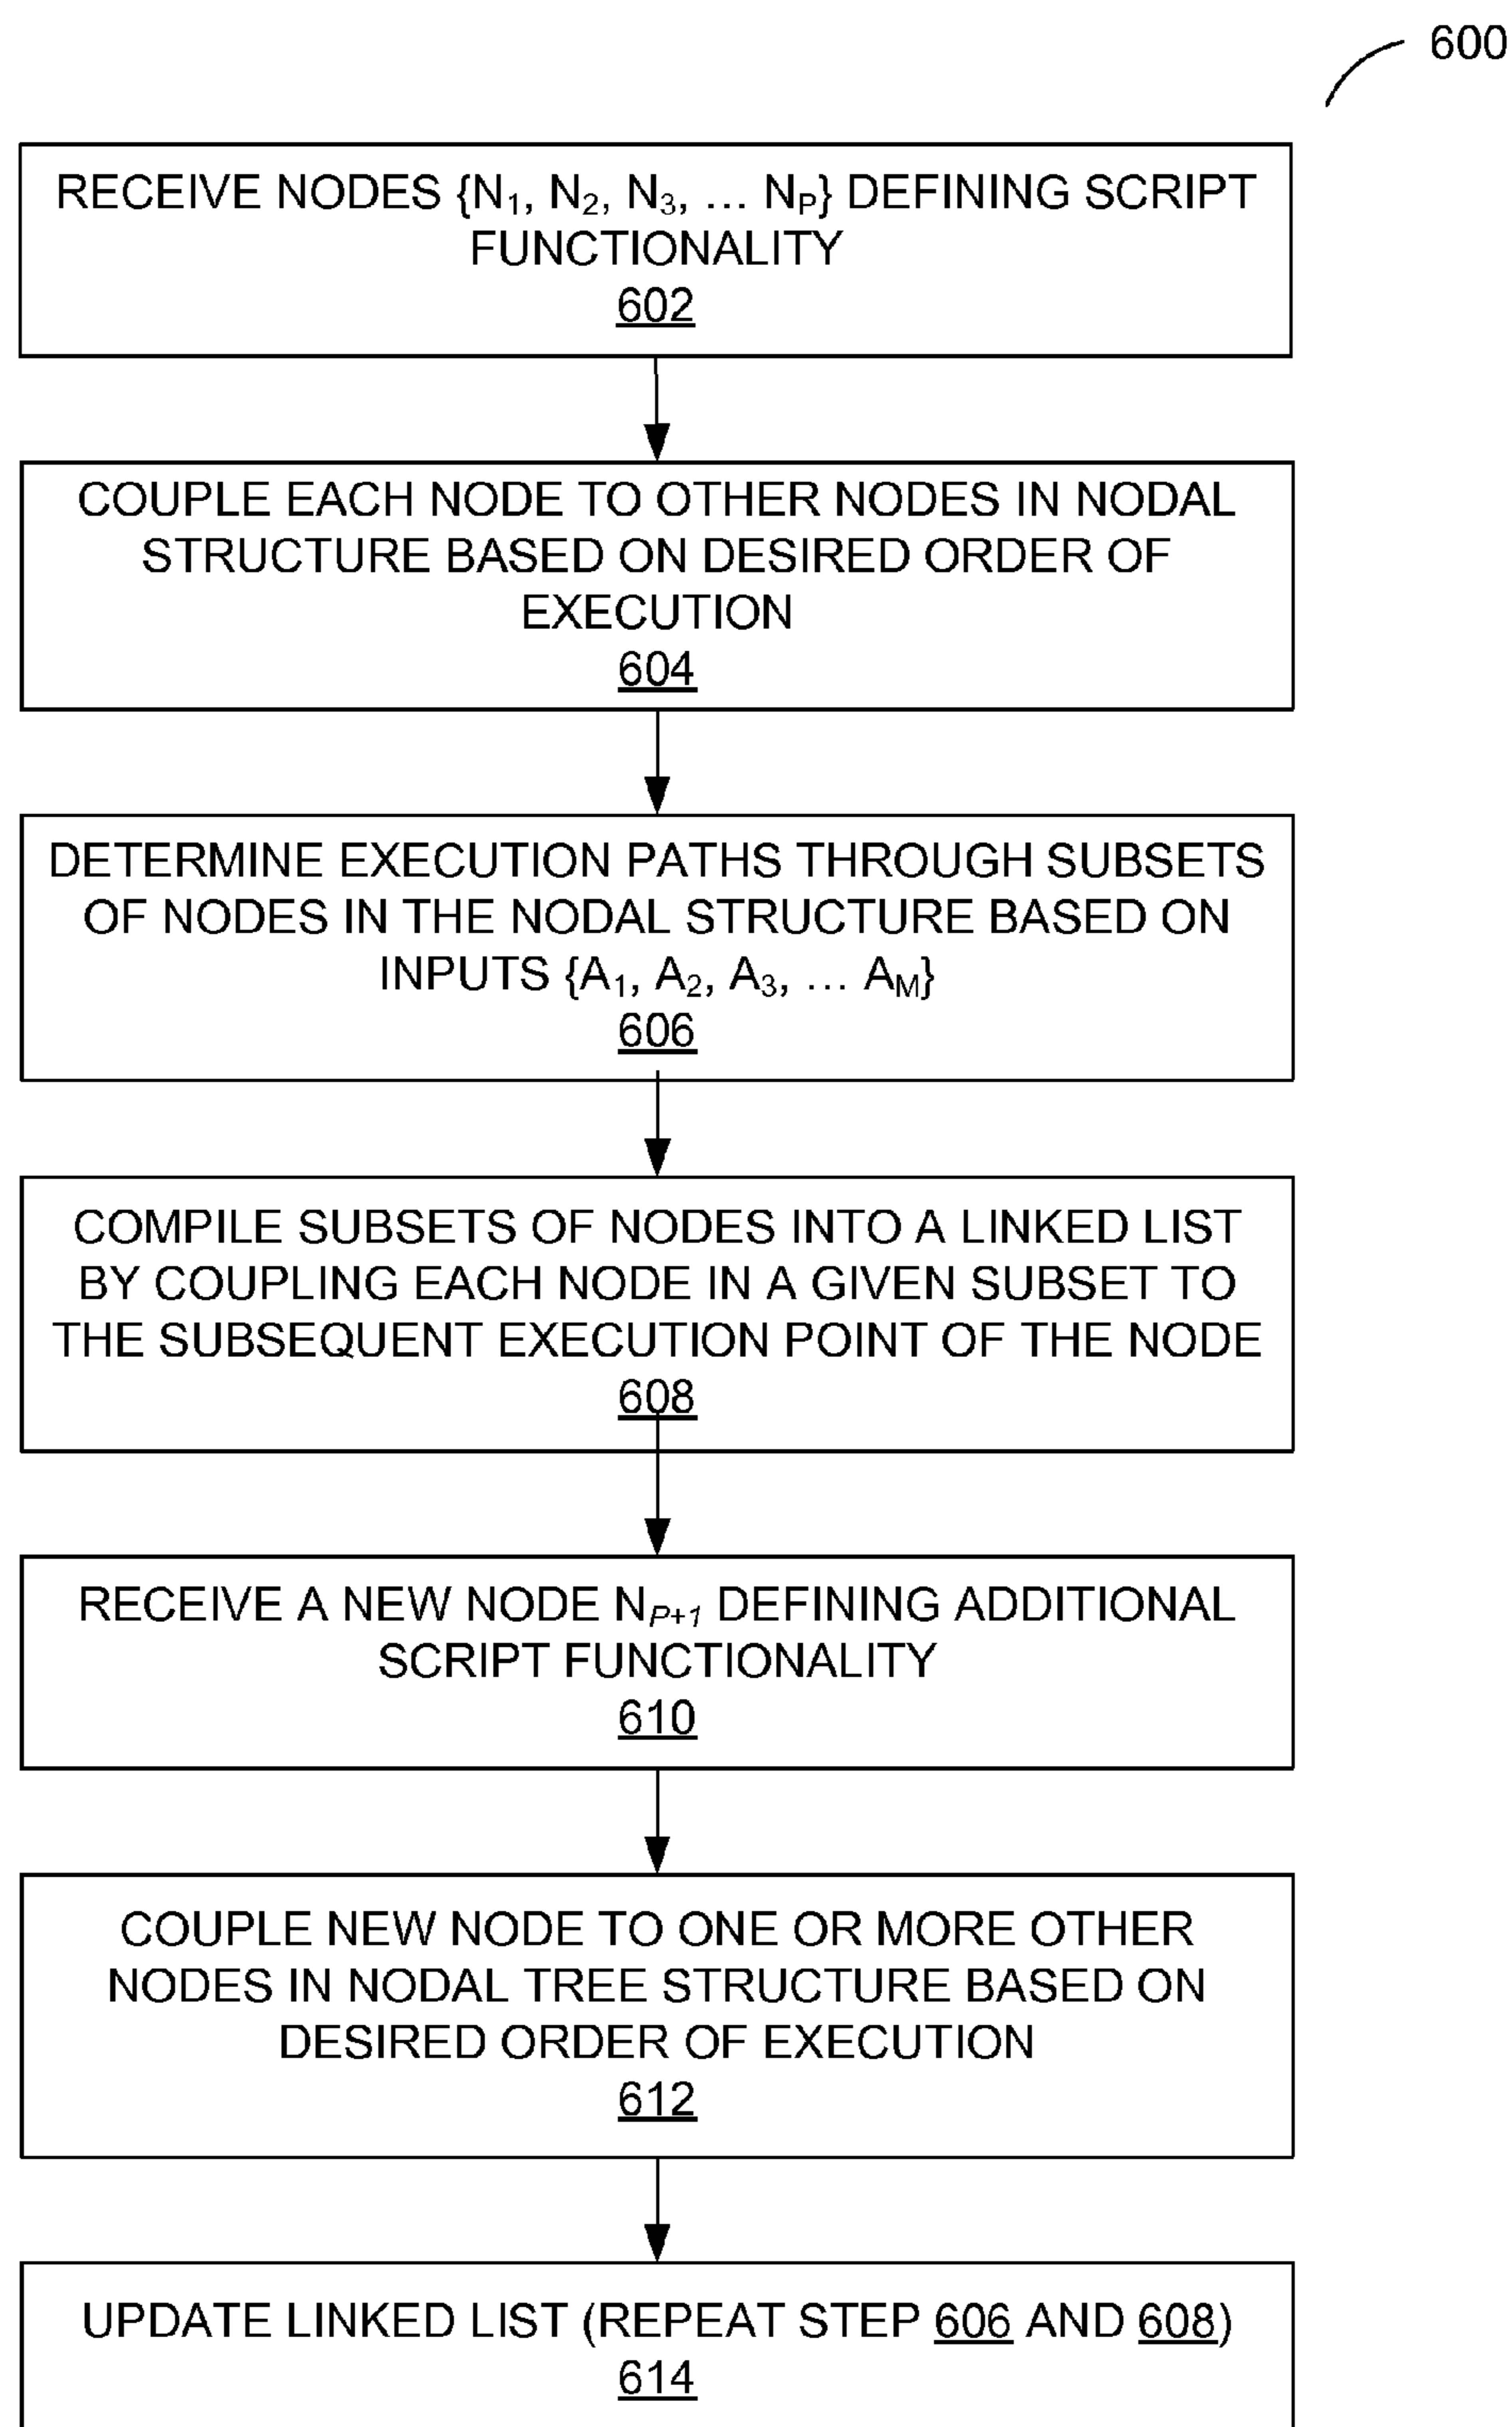 600
RECEIVE NODES {N₁, N₂, N₃, … N_P} DEFINING SCRIPT
FUNCTIONALITY
602
COUPLE EACH NODE TO OTHER NODES IN NODAL
STRUCTURE BASED ON DESIRED ORDER OF
EXECUTION
604
DETERMINE EXECUTION PATHS THROUGH SUBSETS
OF NODES IN THE NODAL STRUCTURE BASED ON
INPUTS {A₁, A₂, A₃, … A_M}
606
COMPILE SUBSETS OF NODES INTO A LINKED LIST
BY COUPLING EACH NODE IN A GIVEN SUBSET TO
THE SUBSEQUENT EXECUTION POINT OF THE NODE
608
RECEIVE A NEW NODE N_P+1 DEFINING ADDITIONAL
SCRIPT FUNCTIONALITY
610
COUPLE NEW NODE TO ONE OR MORE OTHER
NODES IN NODAL TREE STRUCTURE BASED ON
DESIRED ORDER OF EXECUTION
612
UPDATE LINKED LIST (REPEAT STEP 606 AND 608)
614